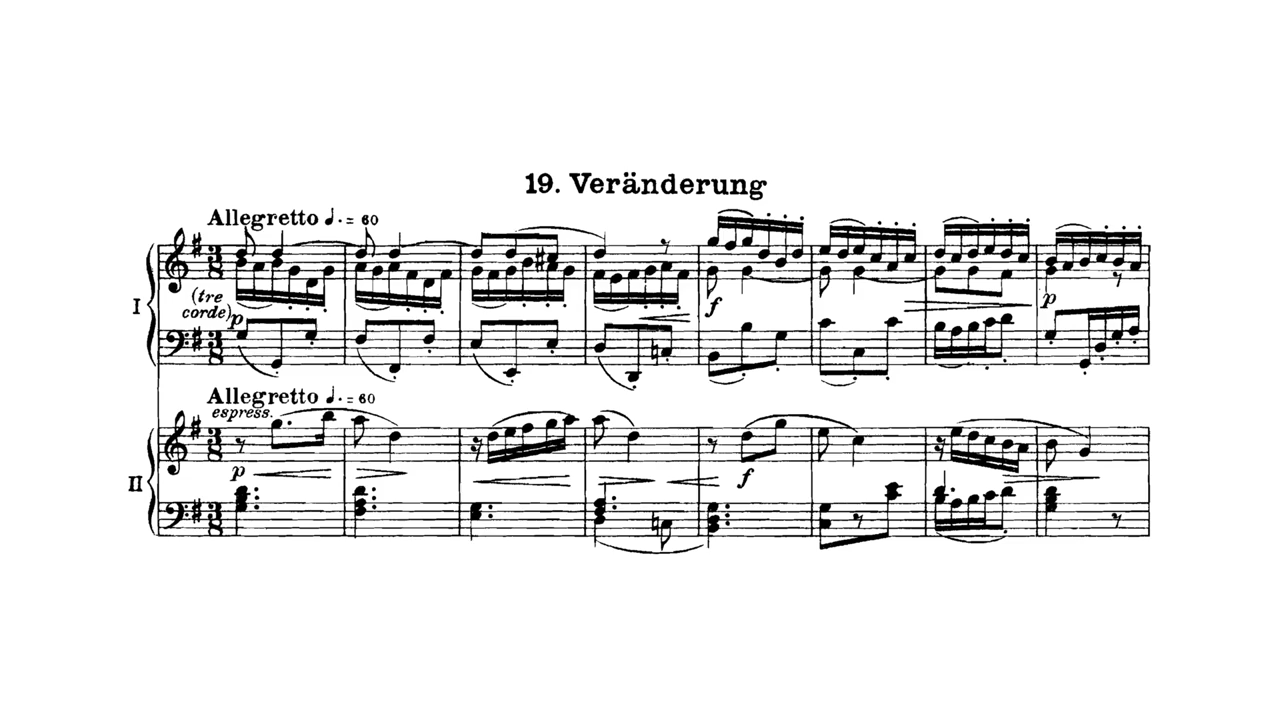 19. Veränderung
Allegretto ♩. = 60
I
(tre
corde)
p
f
p
Allegretto ♩. = 60
espress.
II
p
f